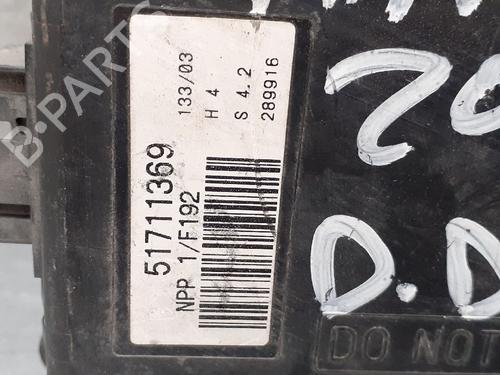 133/03
H 4
S 4.2
289916
51711369
NPP 1/F192
DO NOT
B-PARTS